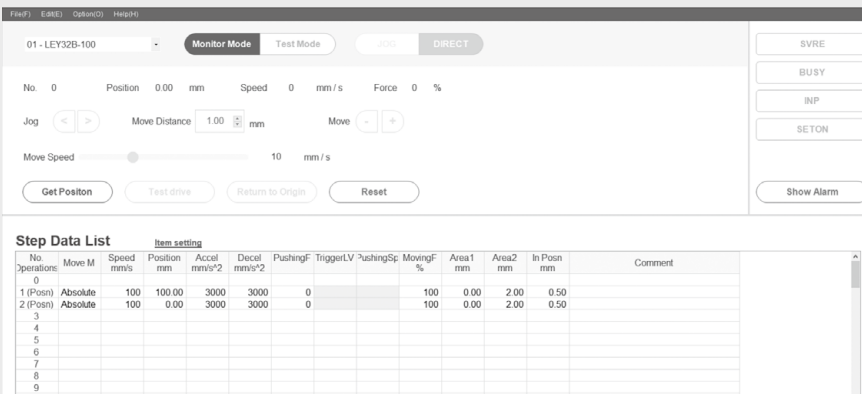 File(F) Edit(E) Option(O) Help(H)
01 - LEY32B-100 Monitor Mode Test Mode JOG DIRECT SVRE
BUSY
No. 0 Position 0.00 mm Speed 0 mm / s Force 0 %
INP
Jog < > Move Distance 1.00 mm Move - +
SETON
Move Speed 10 mm / s
Get Positon Test drive Return to Origin Reset Show Alarm
Step Data List Item setting
No. Move M Speed Position Accel Decel PushingF TriggerLV PushingSp MovingF Area1 Area2 In Posn Comment
Operations mm/s mm mm/s^2 mm/s^2 % mm mm mm
0
1 (Posn) Absolute 100 100.00 3000 3000 0 100 0.00 2.00 0.50
2 (Posn) Absolute 100 0.00 3000 3000 0 100 0.00 2.00 0.50
3
4
5
6
7
8
9